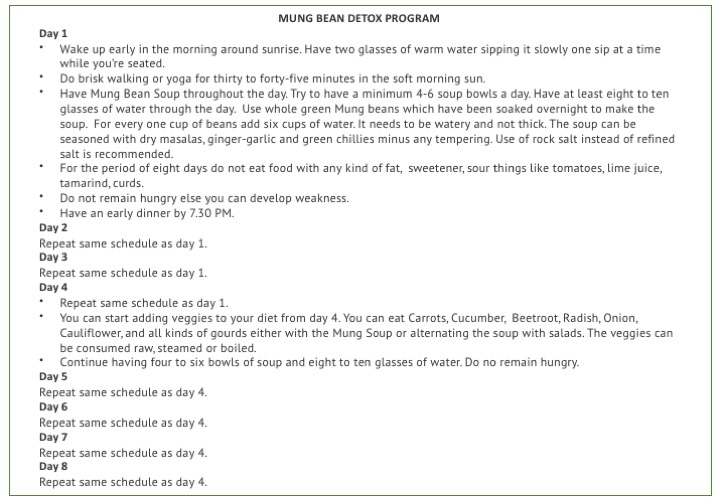 MUNG BEAN DETOX PROGRAM
Day 1
• Wake up early in the morning around sunrise. Have two glasses of warm water sipping it slowly one sip at a time
while you're seated.
• Do brisk walking or yoga for thirty to forty-five minutes in the soft morning sun.
• Have Mung Bean Soup throughout the day. Try to have a minimum 4-6 soup bowls a day. Have at least eight to ten
glasses of water through the day. Use whole green Mung beans which have been soaked overnight to make the
soup. For every one cup of beans add six cups of water. It needs to be watery and not thick. The soup can be
seasoned with dry masalas, ginger-garlic and green chillies minus any tempering. Use of rock salt instead of refined
salt is recommended.
• For the period of eight days do not eat food with any kind of fat, sweetener, sour things like tomatoes, lime juice,
tamarind, curds.
• Do not remain hungry else you can develop weakness.
• Have an early dinner by 7.30 PM.
Day 2
Repeat same schedule as day 1.
Day 3
Repeat same schedule as day 1.
Day 4
• Repeat same schedule as day 1.
• You can start adding veggies to your diet from day 4. You can eat Carrots, Cucumber, Beetroot, Radish, Onion,
Cauliflower, and all kinds of gourds either with the Mung Soup or alternating the soup with salads. The veggies can
be consumed raw, steamed or boiled.
• Continue having four to six bowls of soup and eight to ten glasses of water. Do no remain hungry.
Day 5
Repeat same schedule as day 4.
Day 6
Repeat same schedule as day 4.
Day 7
Repeat same schedule as day 4.
Day 8
Repeat same schedule as day 4.